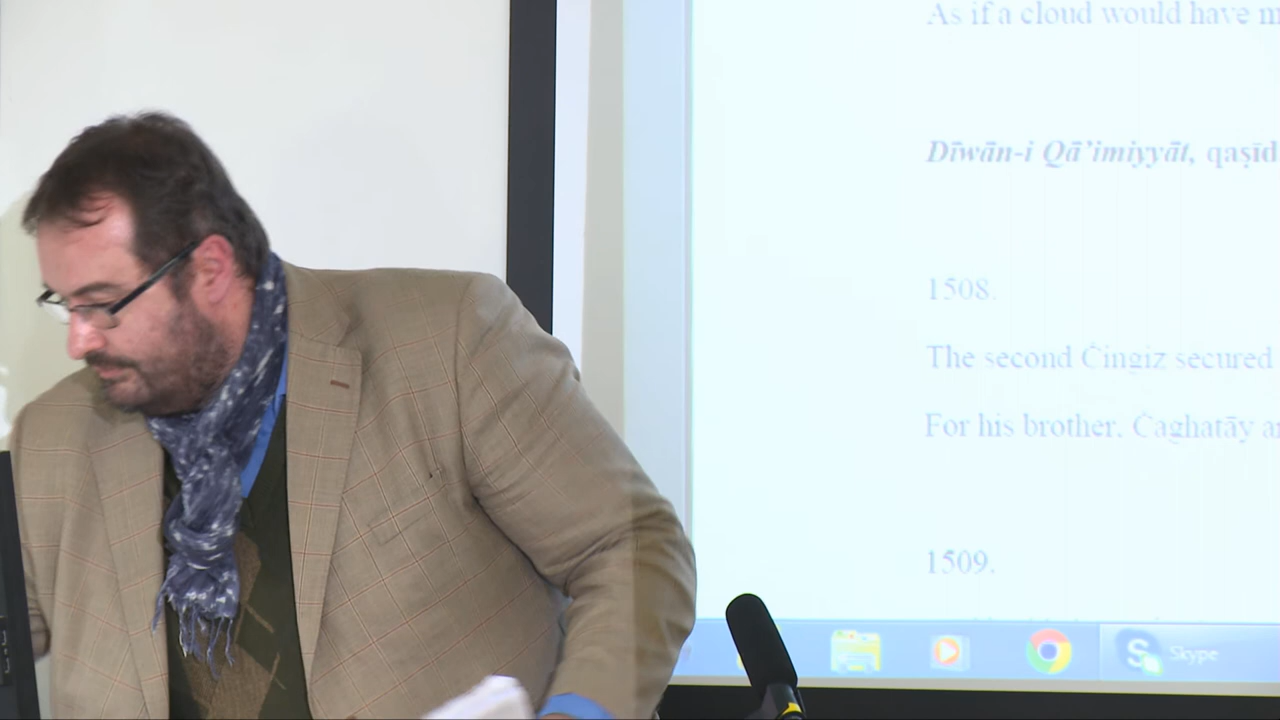 As if a cloud would have m
Dīwān-i Qā’imiyyāt, qaṣīd
1508.
The second Čingiz secured
For his brother, Čaghatāy a
1509.
Skype